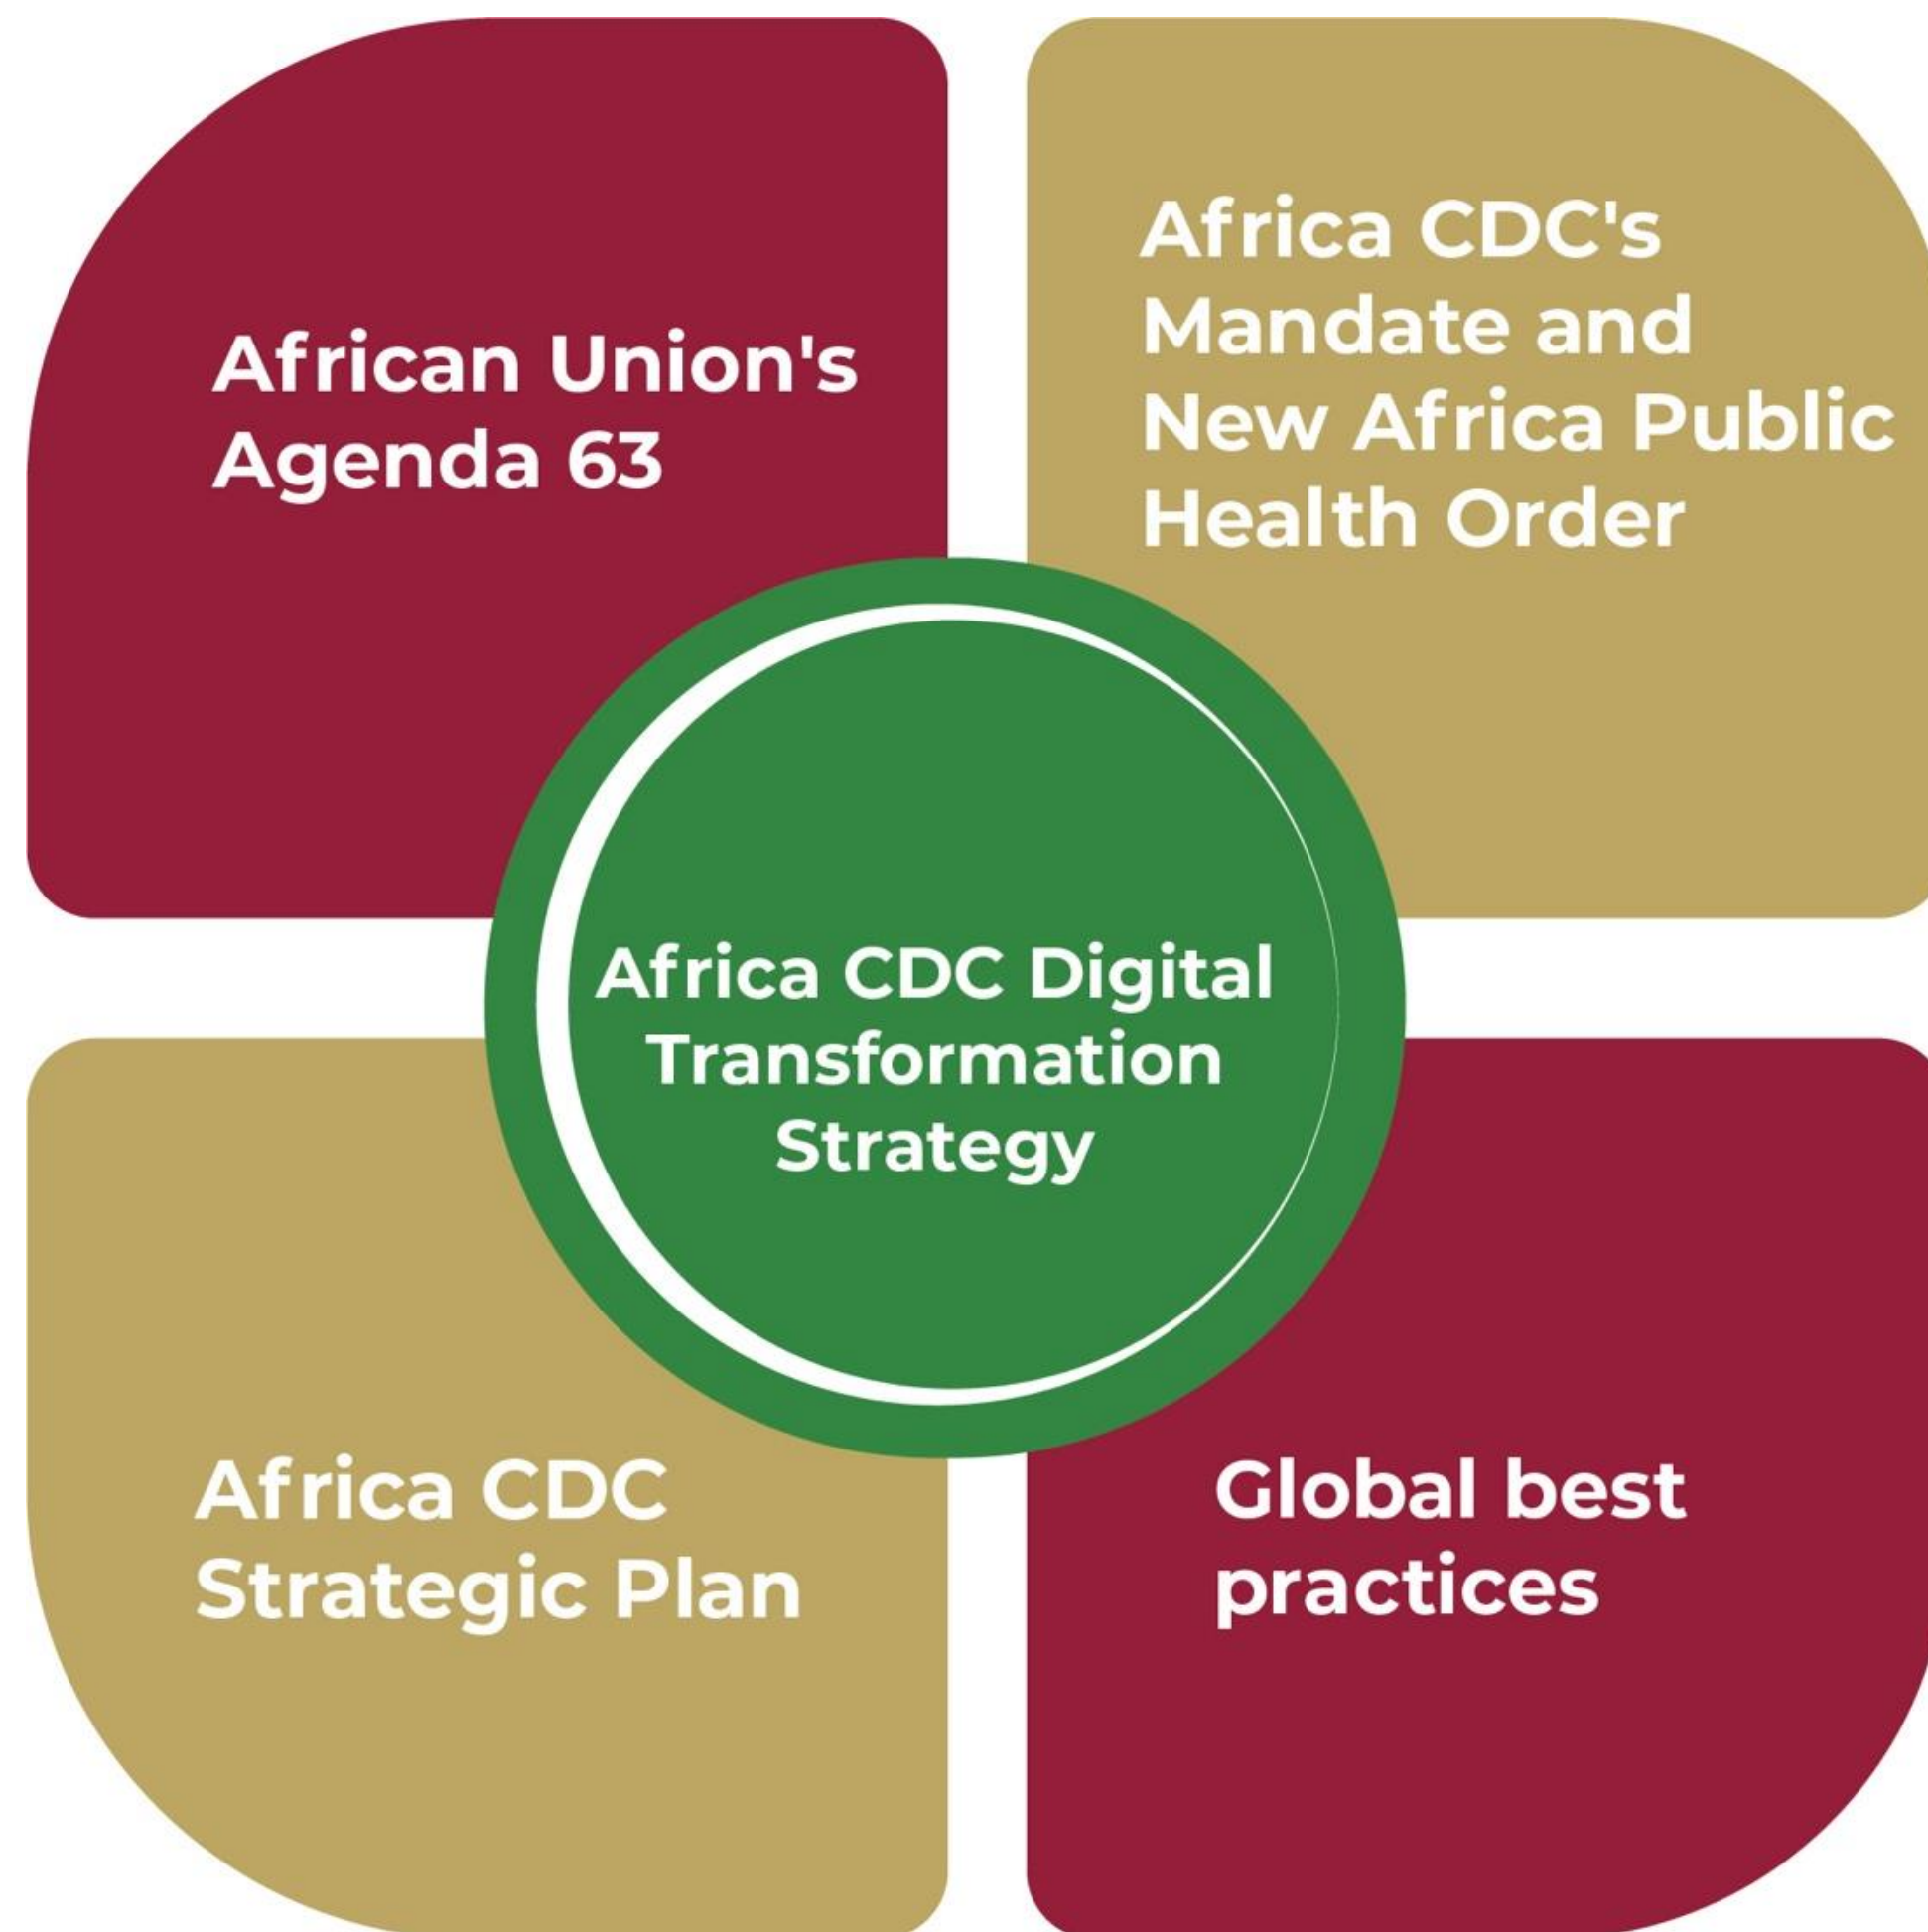 African Union's
Agenda 63
Africa CDC's
Mandate and
New Africa Public
Health Order
Africa CDC Digital
Transformation
Strategy
Africa CDC
Strategic Plan
Global best
practices